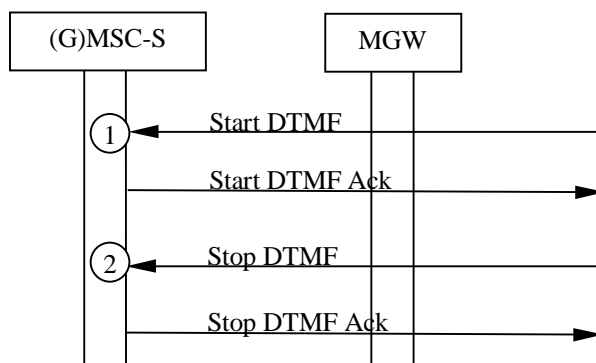 (G)MSC-S
MGW
1
Start DTMF
Start DTMF Ack
2
Stop DTMF
Stop DTMF Ack